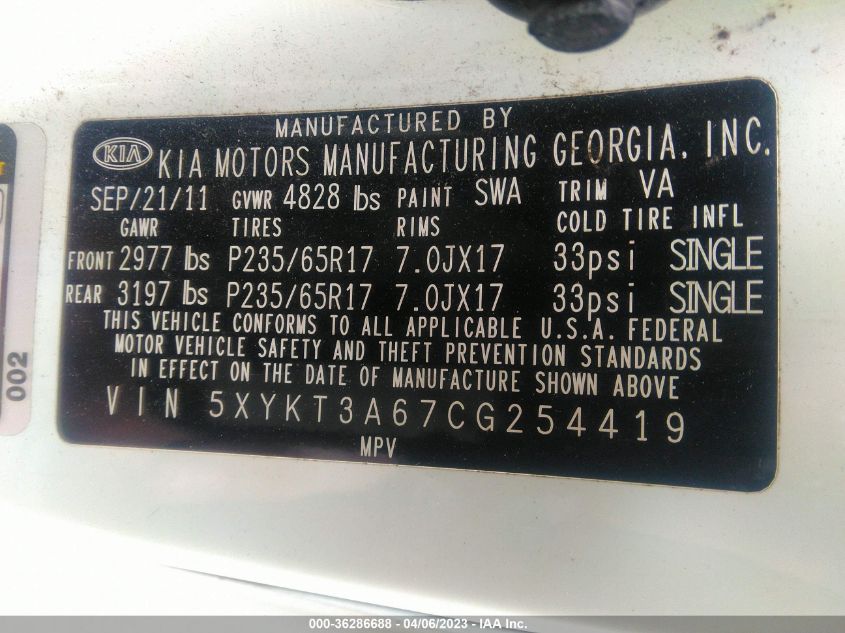 MANUFACTURED BY
KIA KIA MOTORS MANUFACTURING GEORGIA, INC.
SEP/21/11 GVWR 4828 lbs PAINT SWA TRIM VA
GAWR TIRES RIMS COLD TIRE INFL
FRONT 2977 lbs P235/65R17 7.0JX17 33psi SINGLE
REAR 3197 lbs P235/65R17 7.0JX17 33psi SINGLE
THIS VEHICLE CONFORMS TO ALL APPLICABLE U.S.A. FEDERAL
MOTOR VEHICLE SAFETY AND THEFT PREVENTION STANDARDS
IN EFFECT ON THE DATE OF MANUFACTURE SHOWN ABOVE
VIN 5XYKT3A67CG254419
MPV
002
000-36286688 - 04/06/2023 - IAA Inc.